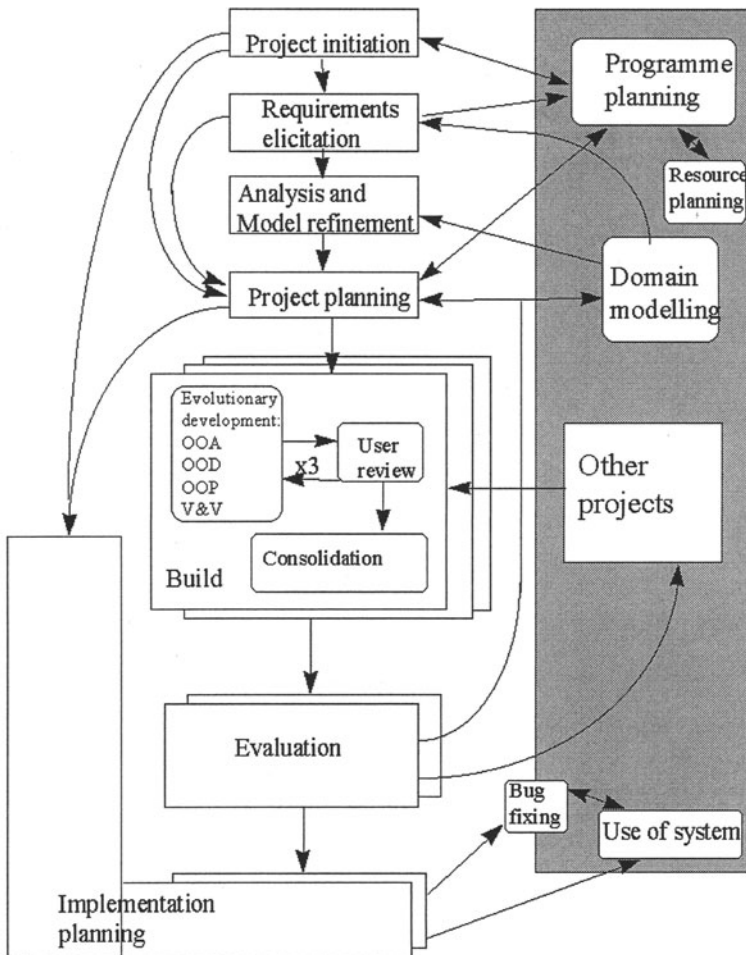 Project initiation
Requirements
elicitation
Analysis and
Model refinement
Project planning
Programme
planning
Resource
planning
Domain
modelling
Evolutionary
development:
OOA
OOD
OOP
V&V
x3
User
review
Consolidation
Build
Other
projects
Evaluation
Bug
fixing
Use of system
Implementation
planning